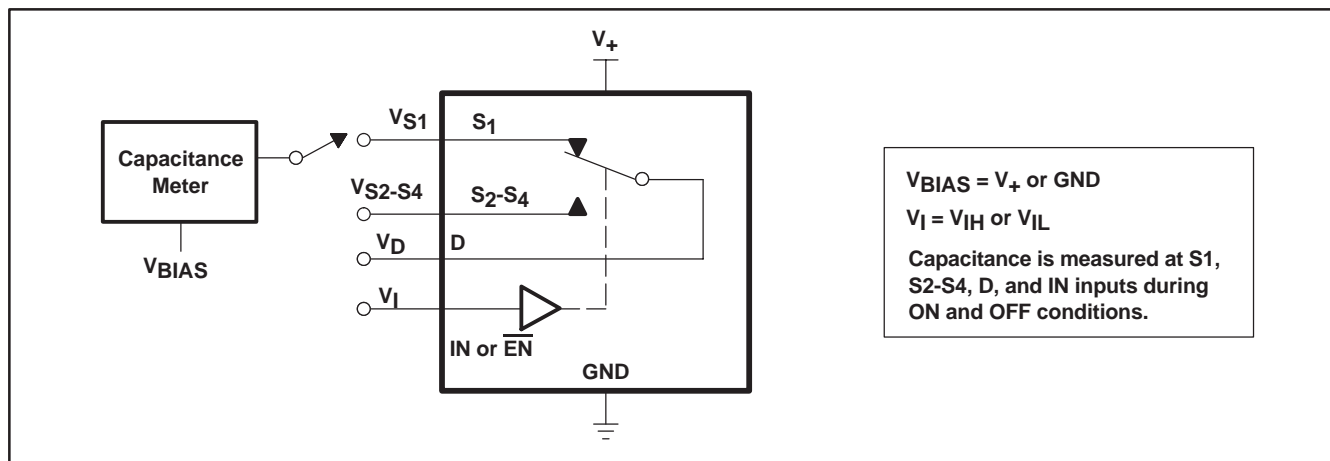 V+
VS1
S1
Capacitance
Meter
VS2-S4
S2-S4
VD
D
VBIAS
VI
IN or EN
GND
VBIAS = V+ or GND
VI = VIH or VIL
Capacitance is measured at S1,
S2-S4, D, and IN inputs during
ON and OFF conditions.